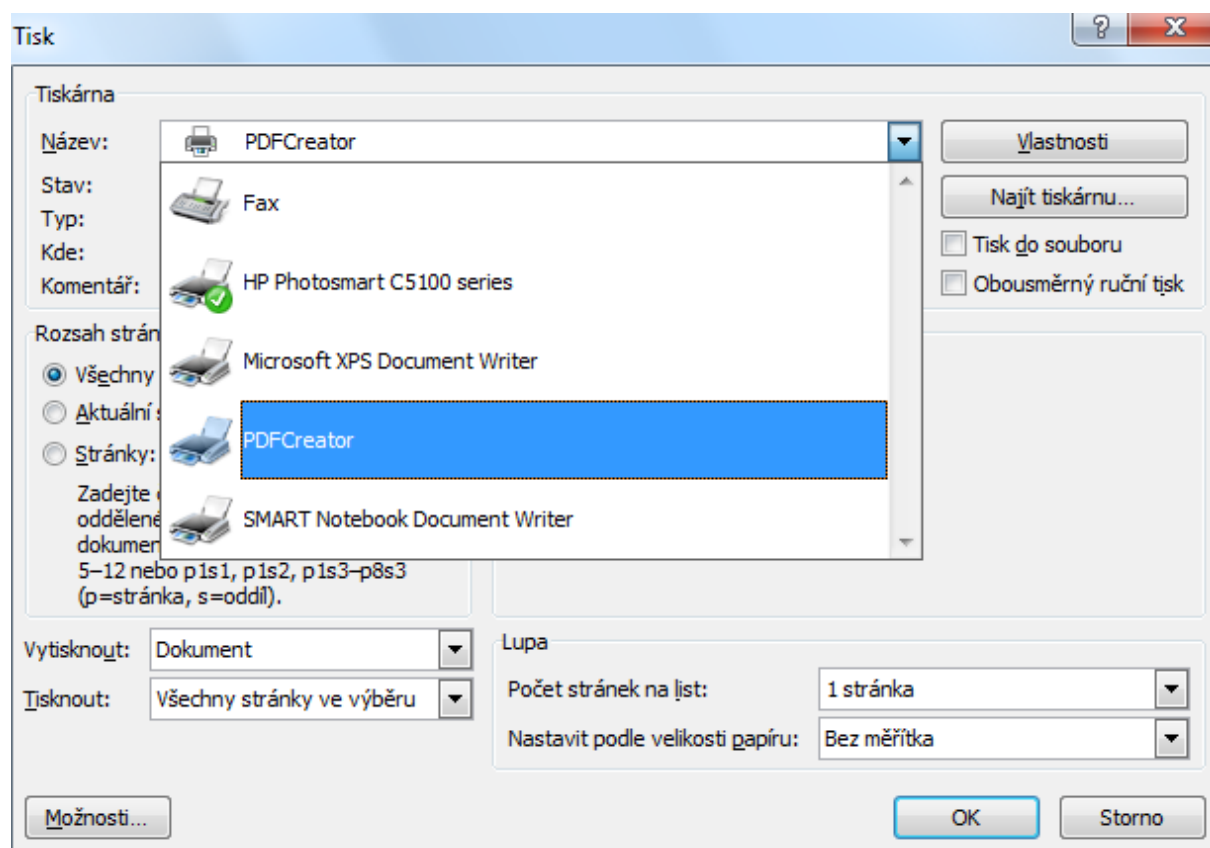 Tisk
Tiskárna
Název:
PDFCreator
Vlastnosti
Stav:
Fax
Najít tiskárnu...
Typ:
Kde:
Tisk do souboru
Komentář:
HP Photosmart C5100 series
Obousměrný ruční tisk
Rozsah strán
Všechny
Microsoft XPS Document Writer
Aktuální
Stránky:
PDFCreator
Zadejte
oddělené
SMART Notebook Document Writer
dokumen
5–12 nebo p1s1, p1s2, p1s3–p8s3
(p=stránka, s=oddíl).
Vytisknout:
Dokument
Lupa
Tisknout:
Všechny stránky ve výběru
Počet stránek na list:
1 stránka
Nastavit podle velikosti papíru:
Bez měřítka
Možnosti...
OK
Storno